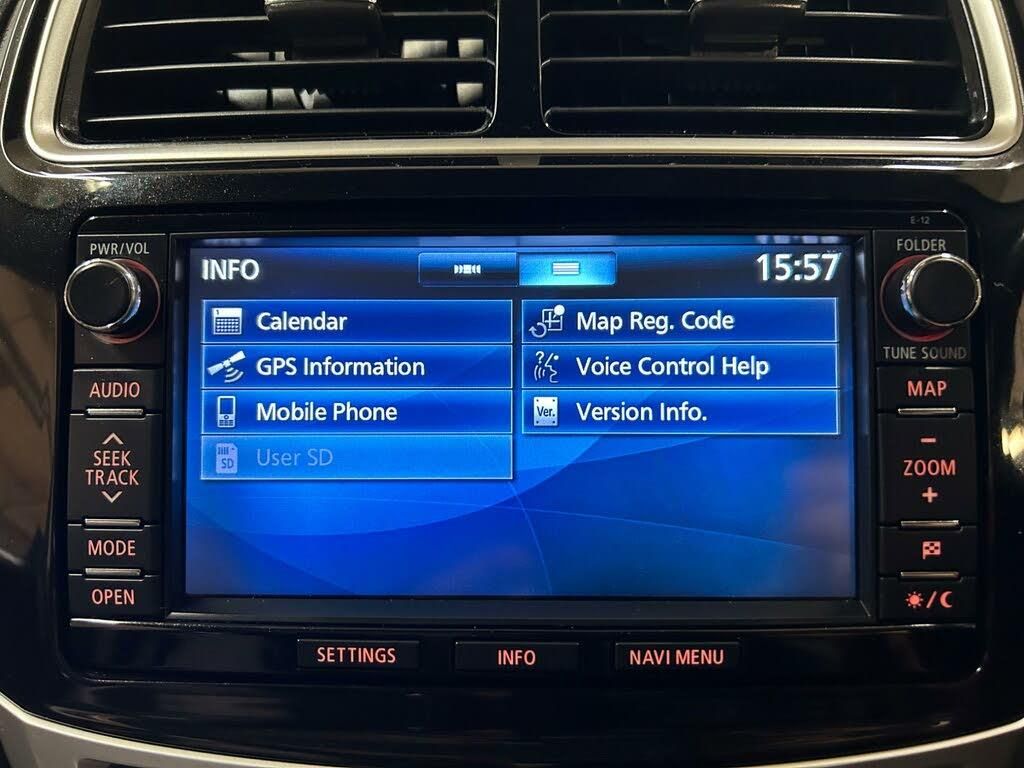 E-12
PWR/VOL
FOLDER
INFO
15:57
Calendar
Map Reg. Code
GPS Information
Voice Control Help
Mobile Phone
Ver.
Version Info.
SD
User SD
TUNE SOUND
AUDIO
MAP
SEEK
TRACK
ZOOM
MODE
OPEN
SETTINGS
INFO
NAVI MENU